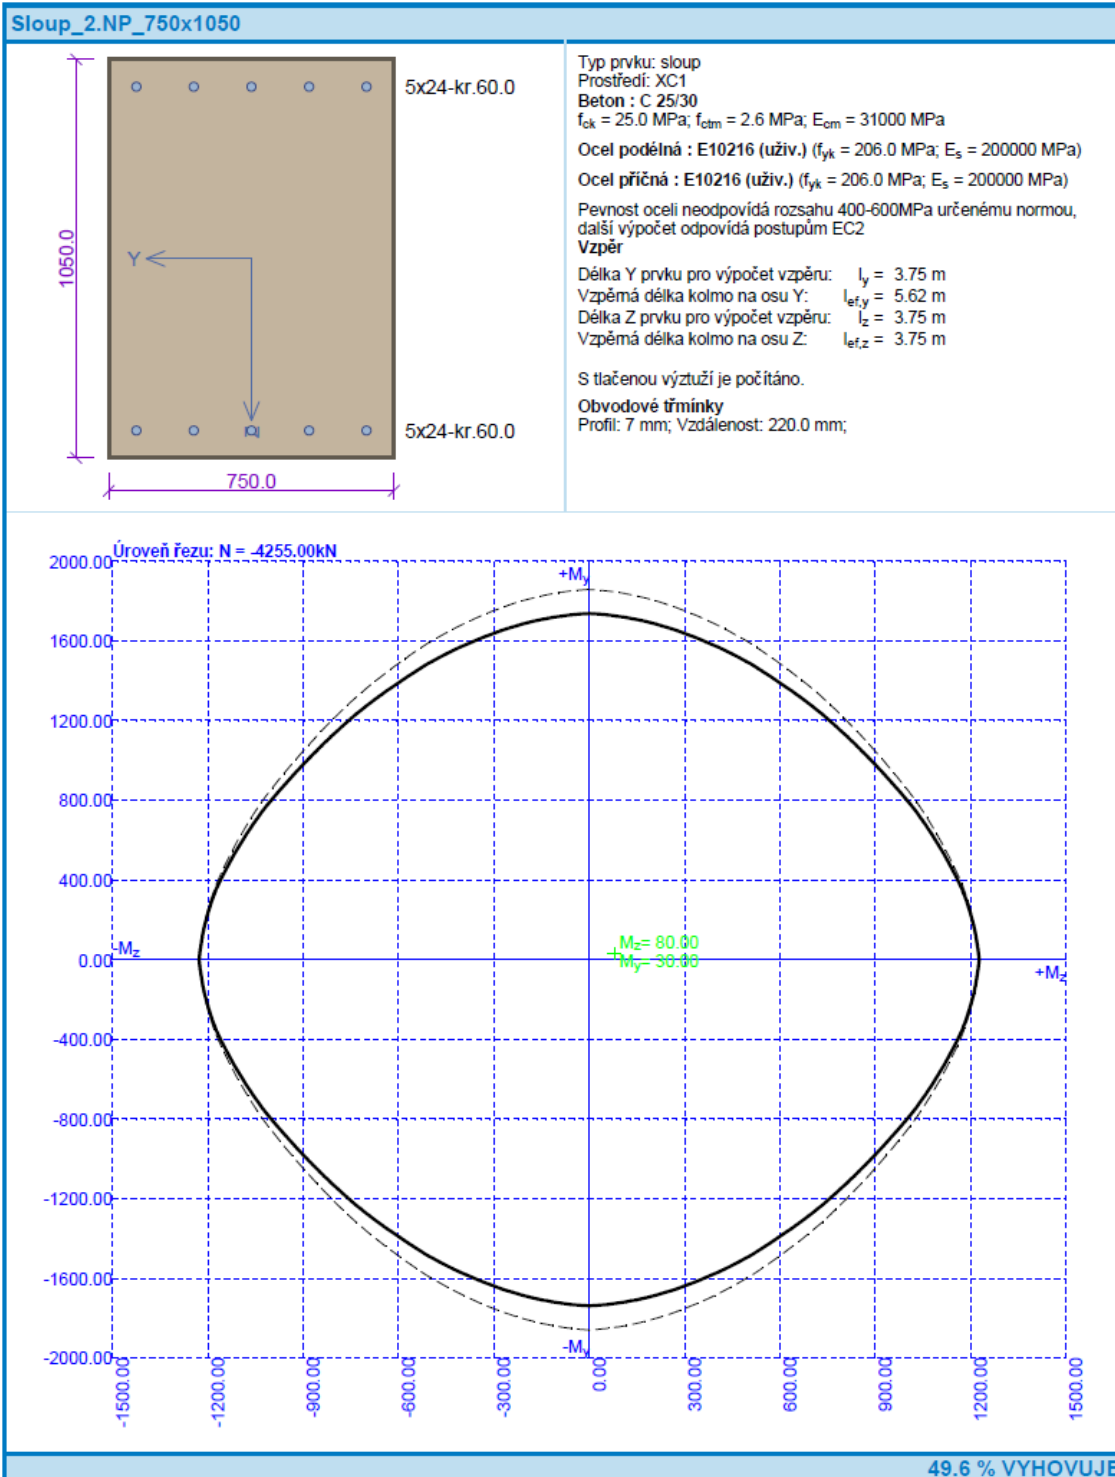 Sloup_2.NP_750x1050
5x24-kr.60.0
1050.0
Y
Z
5x24-kr.60.0
750.0
Typ prvku: sloup
Prostředí: XC1
Beton : C 25/30
fck = 25.0 MPa; fctm = 2.6 MPa; Ecm = 31000 MPa
Ocel podélná : E10216 (uživ.) (fyk = 206.0 MPa; Es = 200000 MPa)
Ocel příčná : E10216 (uživ.) (fyk = 206.0 MPa; Es = 200000 MPa)
Pevnost oceli neodpovídá rozsahu 400-600MPa určenému normou,
další výpočet odpovídá postupům EC2
Vzpěr
Délka Y prvku pro výpočet vzpěru: ly = 3.75 m
Vzpěrná délka kolmo na osu Y: lef,y = 5.62 m
Délka Z prvku pro výpočet vzpěru: lz = 3.75 m
Vzpěrná délka kolmo na osu Z: lef,z = 3.75 m
S tlačenou výztuží je počítáno.
Obvodové třmínky
Profil: 7 mm; Vzdálenost: 220.0 mm;
Úroveň řezu: N = -4255.00kN
2000.00
+My
1600.00
1200.00
800.00
400.00
-Mz
Mz= 80.00
0.00
My= 30.00
+Mz
-400.00
-800.00
-1200.00
-1600.00
-My
-2000.00
-1500.00
-1200.00
-900.00
-600.00
-300.00
0.00
300.00
600.00
900.00
1200.00
1500.00
49.6 % VYHOVUJE